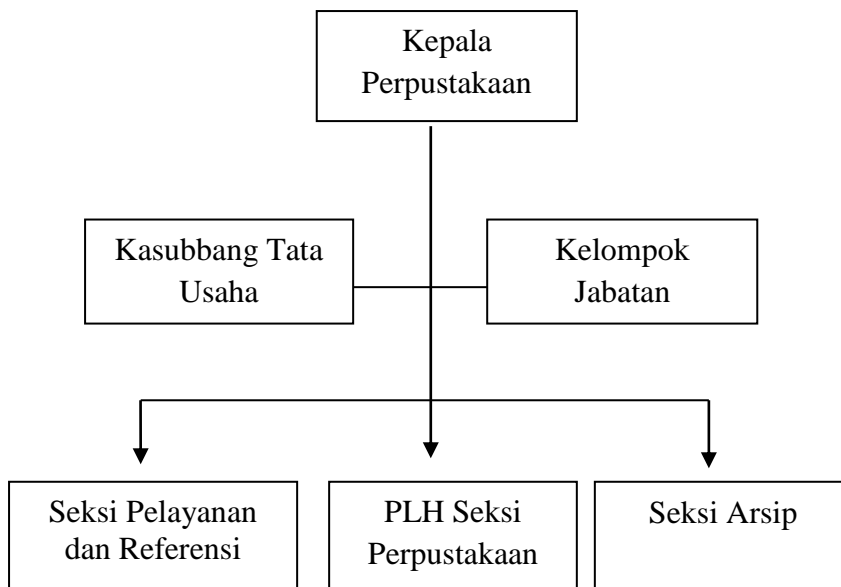 Kepala
Perpustakaan
Kasubbang Tata
Usaha
Kelompok
Jabatan
Seksi Pelayanan
dan Referensi
PLH Seksi
Perpustakaan
Seksi Arsip